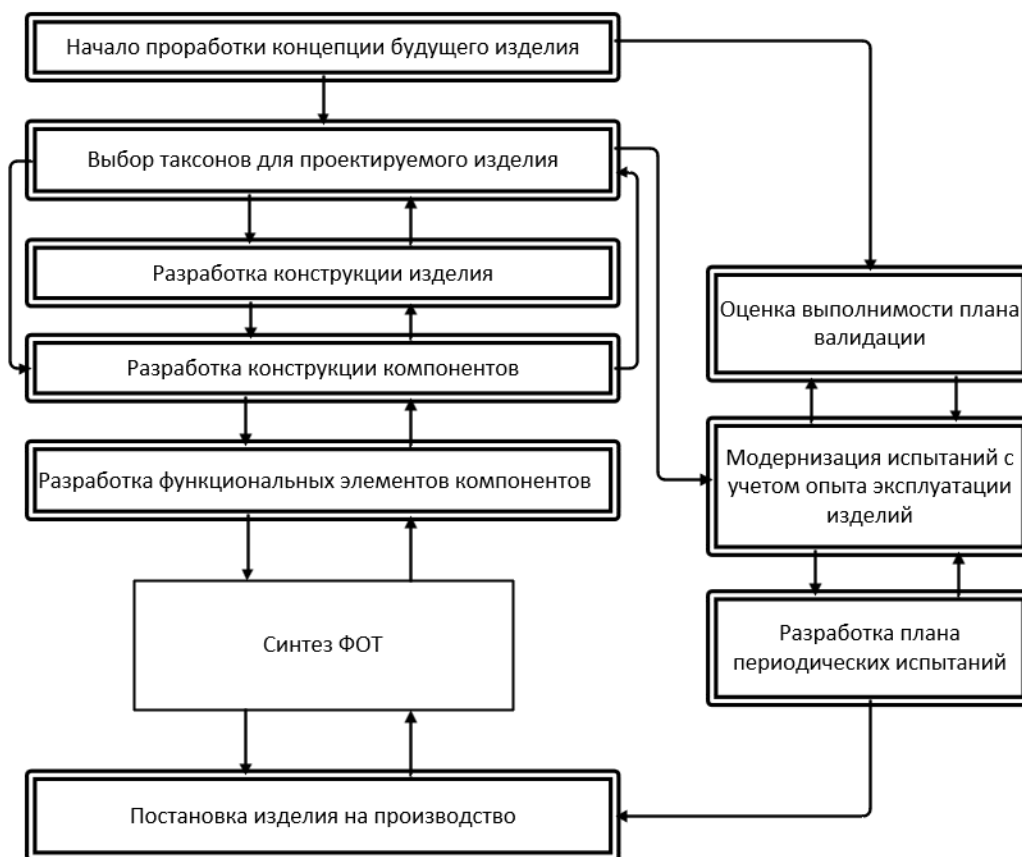 Начало проработки концепции будущего изделия
Выбор таксонов для проектируемого изделия
Разработка конструкции изделия
Разработка конструкции компонентов
Разработка функциональных элементов компонентов
Синтез ФОТ
Постановка изделия на производство
Оценка выполнимости плана
валидации
Модернизация испытаний с
учетом опыта эксплуатации
изделий
Разработка плана
периодических испытаний